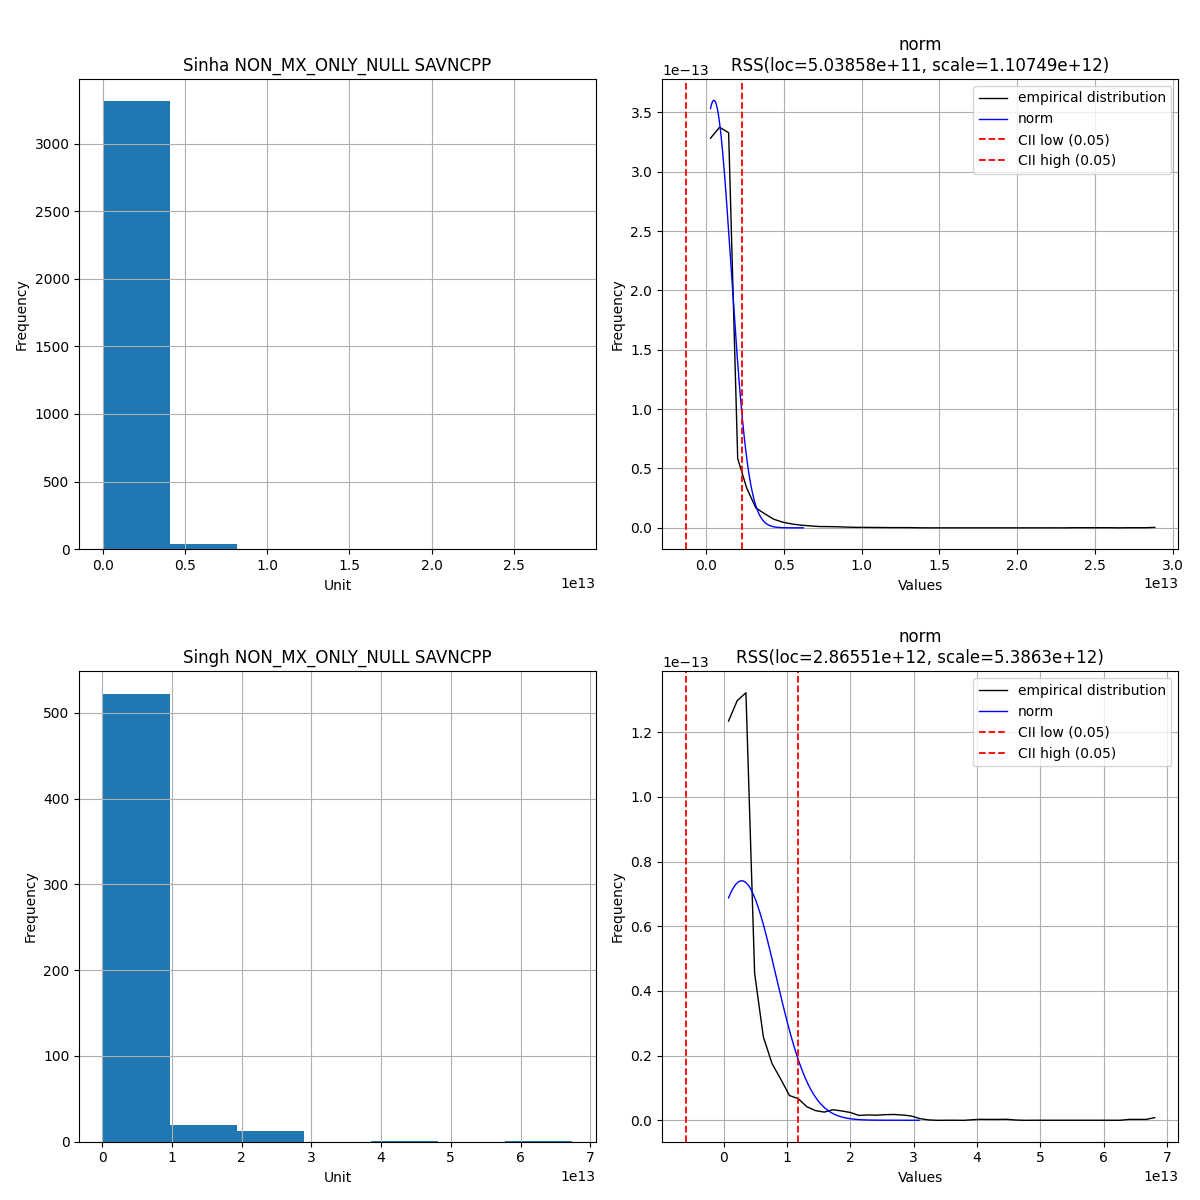 Sinha NON_MX_ONLY_NULL SAVNCPP
Frequency
3000
2500
2000
1500
1000
500
0
0.0 0.5 1.0 1.5 2.0 2.5
1e13
Unit
norm
RSS(loc=5.03858e+11, scale=1.10749e+12)
1e−13
empirical distribution
norm
CII low (0.05)
CII high (0.05)
Frequency
3.5
3.0
2.5
2.0
1.5
1.0
0.5
0.0
0.0 0.5 1.0 1.5 2.0 2.5 3.0
1e13
Values
Singh NON_MX_ONLY_NULL SAVNCPP
Frequency
500
400
300
200
100
0
0 1 2 3 4 5 6 7
1e13
Unit
norm
RSS(loc=2.86551e+12, scale=5.3863e+12)
1e−13
empirical distribution
norm
CII low (0.05)
CII high (0.05)
Frequency
1.2
1.0
0.8
0.6
0.4
0.2
0.0
0 1 2 3 4 5 6 7
1e13
Values